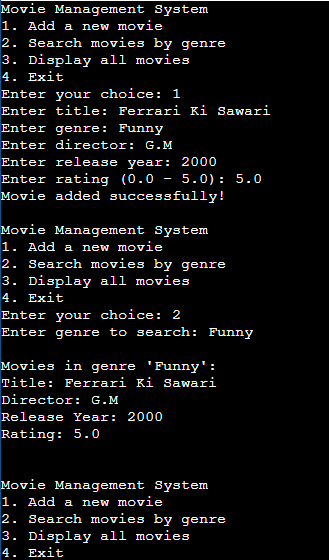 Movie Management System
1. Add a new movie
2. Search movies by genre
3. Display all movies
4. Exit
Enter your choice: 1
Enter title: Ferrari Ki Sawari
Enter genre: Funny
Enter director: G.M
Enter release year: 2000
Enter rating (0.0 - 5.0): 5.0
Movie added successfully!
Movie Management System
1. Add a new movie
2. Search movies by genre
3. Display all movies
4. Exit
Enter your choice: 2
Enter genre to search: Funny
Movies in genre 'Funny':
Title: Ferrari Ki Sawari
Director: G.M
Release Year: 2000
Rating: 5.0
Movie Management System
1. Add a new movie
2. Search movies by genre
3. Display all movies
4. Exit